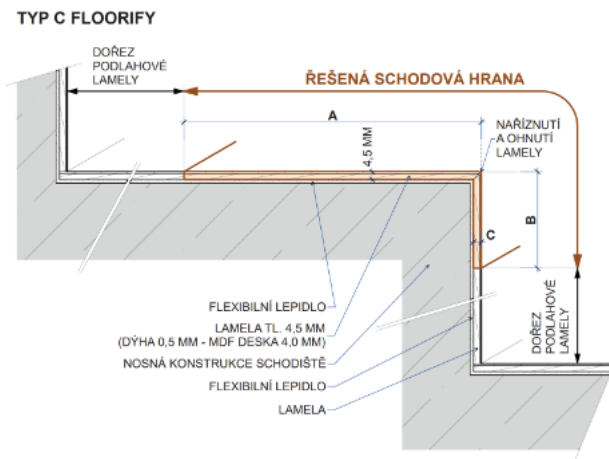 TYP C FLOORIFY
DOŘEZ
PODLAHOVÉ
LAMELY
ŘEŠENÁ SCHODOVÁ HRANA
A
4,5 MM
NAŘÍZNUTÍ
A OHNUTÍ
LAMELY
B
C
FLEXIBILNÍ LEPIDLO
LAMELA TL. 4,5 MM
(DÝHA 0,5 MM - MDF DESKA 4,0 MM)
NOSNÁ KONSTRUKCE SCHODIŠTĚ
FLEXIBILNÍ LEPIDLO
LAMELA
DOŘEZ
PODLAHOVÉ
LAMELY